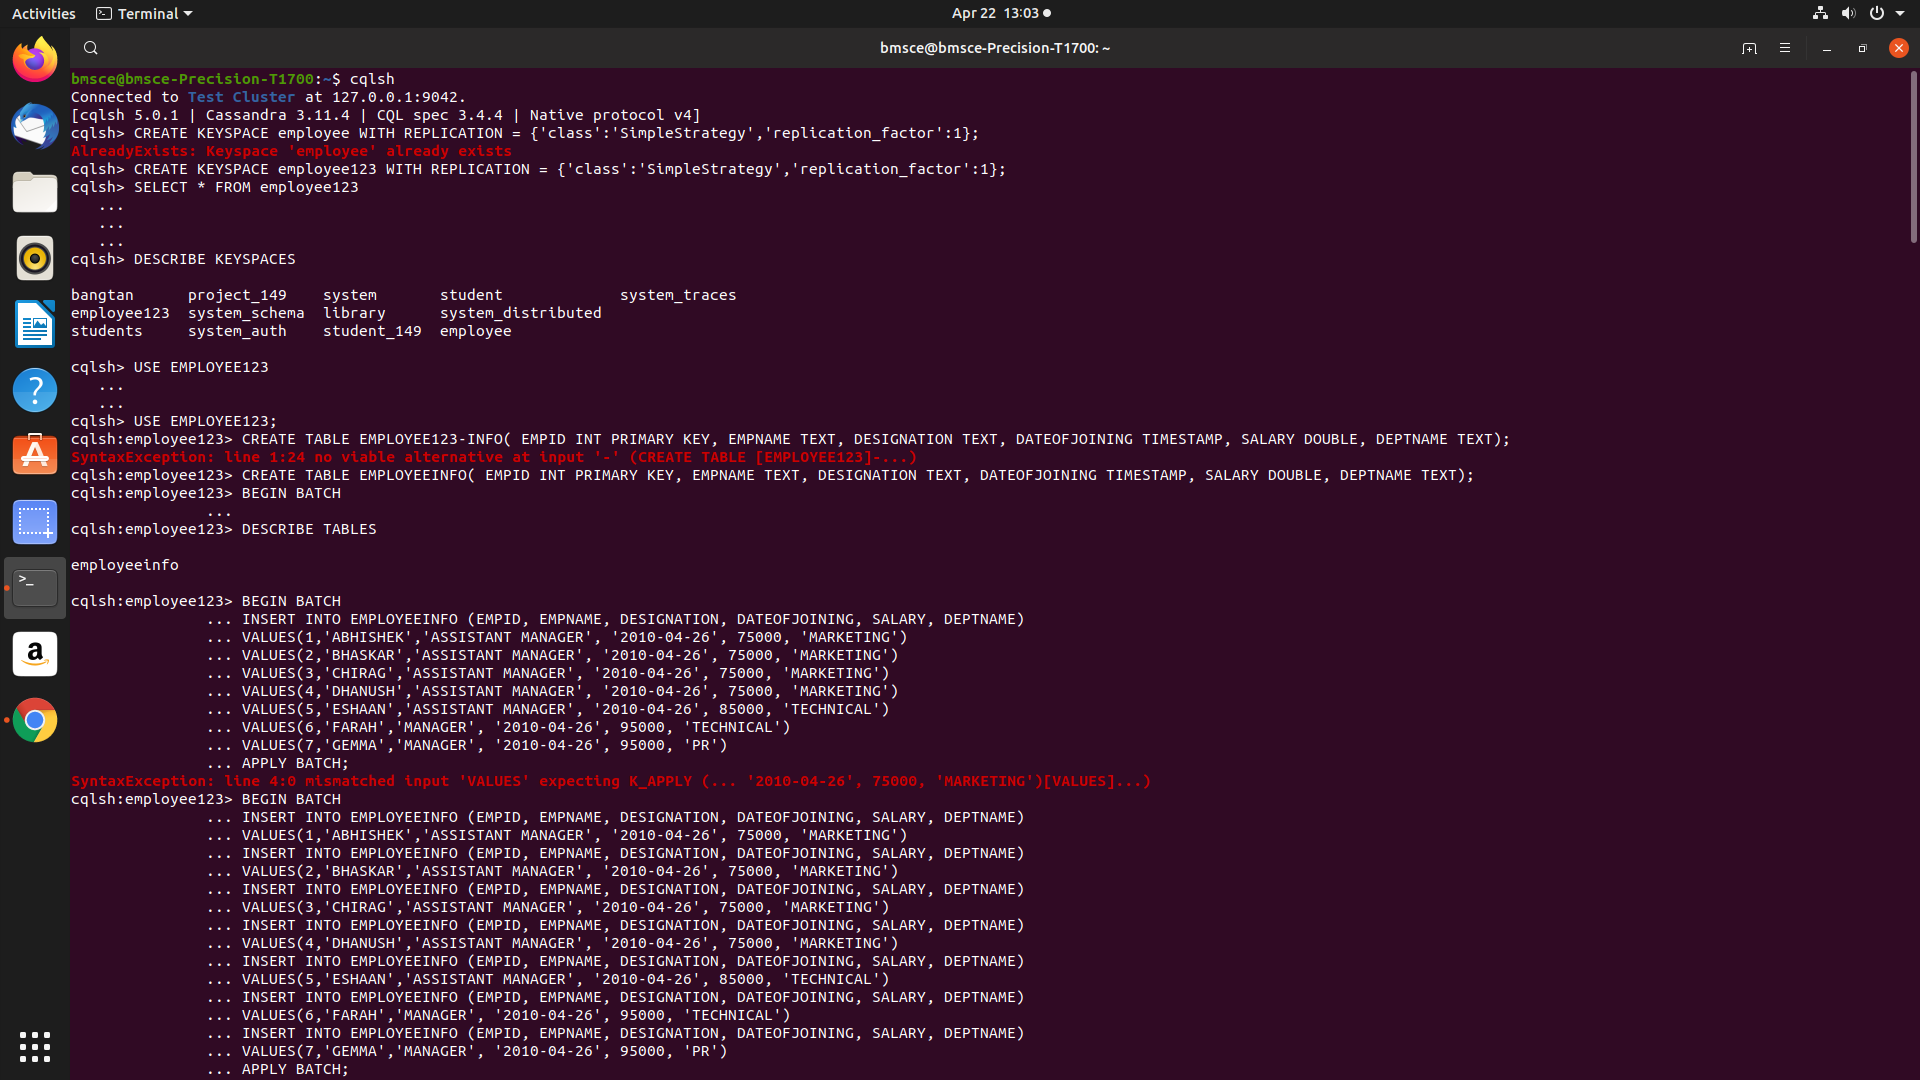 Activities Terminal Apr 22 13:03
bmsce@bmsce-Precision-T1700: ~
bmsce@bmsce-Precision-T1700:~$ cqlsh
Connected to Test Cluster at 127.0.0.1:9042.
[cqlsh 5.0.1 | Cassandra 3.11.4 | CQL spec 3.4.4 | Native protocol v4]
cqlsh> CREATE KEYSPACE employee WITH REPLICATION = {'class':'SimpleStrategy','replication_factor':1};
AlreadyExists: Keyspace 'employee' already exists
cqlsh> CREATE KEYSPACE employee123 WITH REPLICATION = {'class':'SimpleStrategy','replication_factor':1};
cqlsh> SELECT * FROM employee123
...
...
...
cqlsh> DESCRIBE KEYSPACES
bangtan project_149 system student system_traces
employee123 system_schema library system_distributed
students system_auth student_149 employee
cqlsh> USE EMPLOYEE123
...
...
cqlsh> USE EMPLOYEE123;
cqlsh:employee123> CREATE TABLE EMPLOYEE123-INFO( EMPID INT PRIMARY KEY, EMPNAME TEXT, DESIGNATION TEXT, DATEOFJOINING TIMESTAMP, SALARY DOUBLE, DEPTNAME TEXT);
SyntaxException: line 1:24 no viable alternative at input '-' (CREATE TABLE [EMPLOYEE123]-...)
cqlsh:employee123> CREATE TABLE EMPLOYEEINFO( EMPID INT PRIMARY KEY, EMPNAME TEXT, DESIGNATION TEXT, DATEOFJOINING TIMESTAMP, SALARY DOUBLE, DEPTNAME TEXT);
cqlsh:employee123> BEGIN BATCH
...
cqlsh:employee123> DESCRIBE TABLES
employeeinfo
cqlsh:employee123> BEGIN BATCH
... INSERT INTO EMPLOYEEINFO (EMPID, EMPNAME, DESIGNATION, DATEOFJOINING, SALARY, DEPTNAME)
... VALUES(1,'ABHISHEK','ASSISTANT MANAGER', '2010-04-26', 75000, 'MARKETING')
... VALUES(2,'BHASKAR','ASSISTANT MANAGER', '2010-04-26', 75000, 'MARKETING')
... VALUES(3,'CHIRAG','ASSISTANT MANAGER', '2010-04-26', 75000, 'MARKETING')
... VALUES(4,'DHANUSH','ASSISTANT MANAGER', '2010-04-26', 75000, 'MARKETING')
... VALUES(5,'ESHAAN','ASSISTANT MANAGER', '2010-04-26', 85000, 'TECHNICAL')
... VALUES(6,'FARAH','MANAGER', '2010-04-26', 95000, 'TECHNICAL')
... VALUES(7,'GEMMA','MANAGER', '2010-04-26', 95000, 'PR')
... APPLY BATCH;
SyntaxException: line 4:0 mismatched input 'VALUES' expecting K_APPLY (... '2010-04-26', 75000, 'MARKETING')[VALUES]...)
cqlsh:employee123> BEGIN BATCH
... INSERT INTO EMPLOYEEINFO (EMPID, EMPNAME, DESIGNATION, DATEOFJOINING, SALARY, DEPTNAME)
... VALUES(1,'ABHISHEK','ASSISTANT MANAGER', '2010-04-26', 75000, 'MARKETING')
... INSERT INTO EMPLOYEEINFO (EMPID, EMPNAME, DESIGNATION, DATEOFJOINING, SALARY, DEPTNAME)
... VALUES(2,'BHASKAR','ASSISTANT MANAGER', '2010-04-26', 75000, 'MARKETING')
... INSERT INTO EMPLOYEEINFO (EMPID, EMPNAME, DESIGNATION, DATEOFJOINING, SALARY, DEPTNAME)
... VALUES(3,'CHIRAG','ASSISTANT MANAGER', '2010-04-26', 75000, 'MARKETING')
... INSERT INTO EMPLOYEEINFO (EMPID, EMPNAME, DESIGNATION, DATEOFJOINING, SALARY, DEPTNAME)
... VALUES(4,'DHANUSH','ASSISTANT MANAGER', '2010-04-26', 75000, 'MARKETING')
... INSERT INTO EMPLOYEEINFO (EMPID, EMPNAME, DESIGNATION, DATEOFJOINING, SALARY, DEPTNAME)
... VALUES(5,'ESHAAN','ASSISTANT MANAGER', '2010-04-26', 85000, 'TECHNICAL')
... INSERT INTO EMPLOYEEINFO (EMPID, EMPNAME, DESIGNATION, DATEOFJOINING, SALARY, DEPTNAME)
... VALUES(6,'FARAH','MANAGER', '2010-04-26', 95000, 'TECHNICAL')
... INSERT INTO EMPLOYEEINFO (EMPID, EMPNAME, DESIGNATION, DATEOFJOINING, SALARY, DEPTNAME)
... VALUES(7,'GEMMA','MANAGER', '2010-04-26', 95000, 'PR')
... APPLY BATCH;